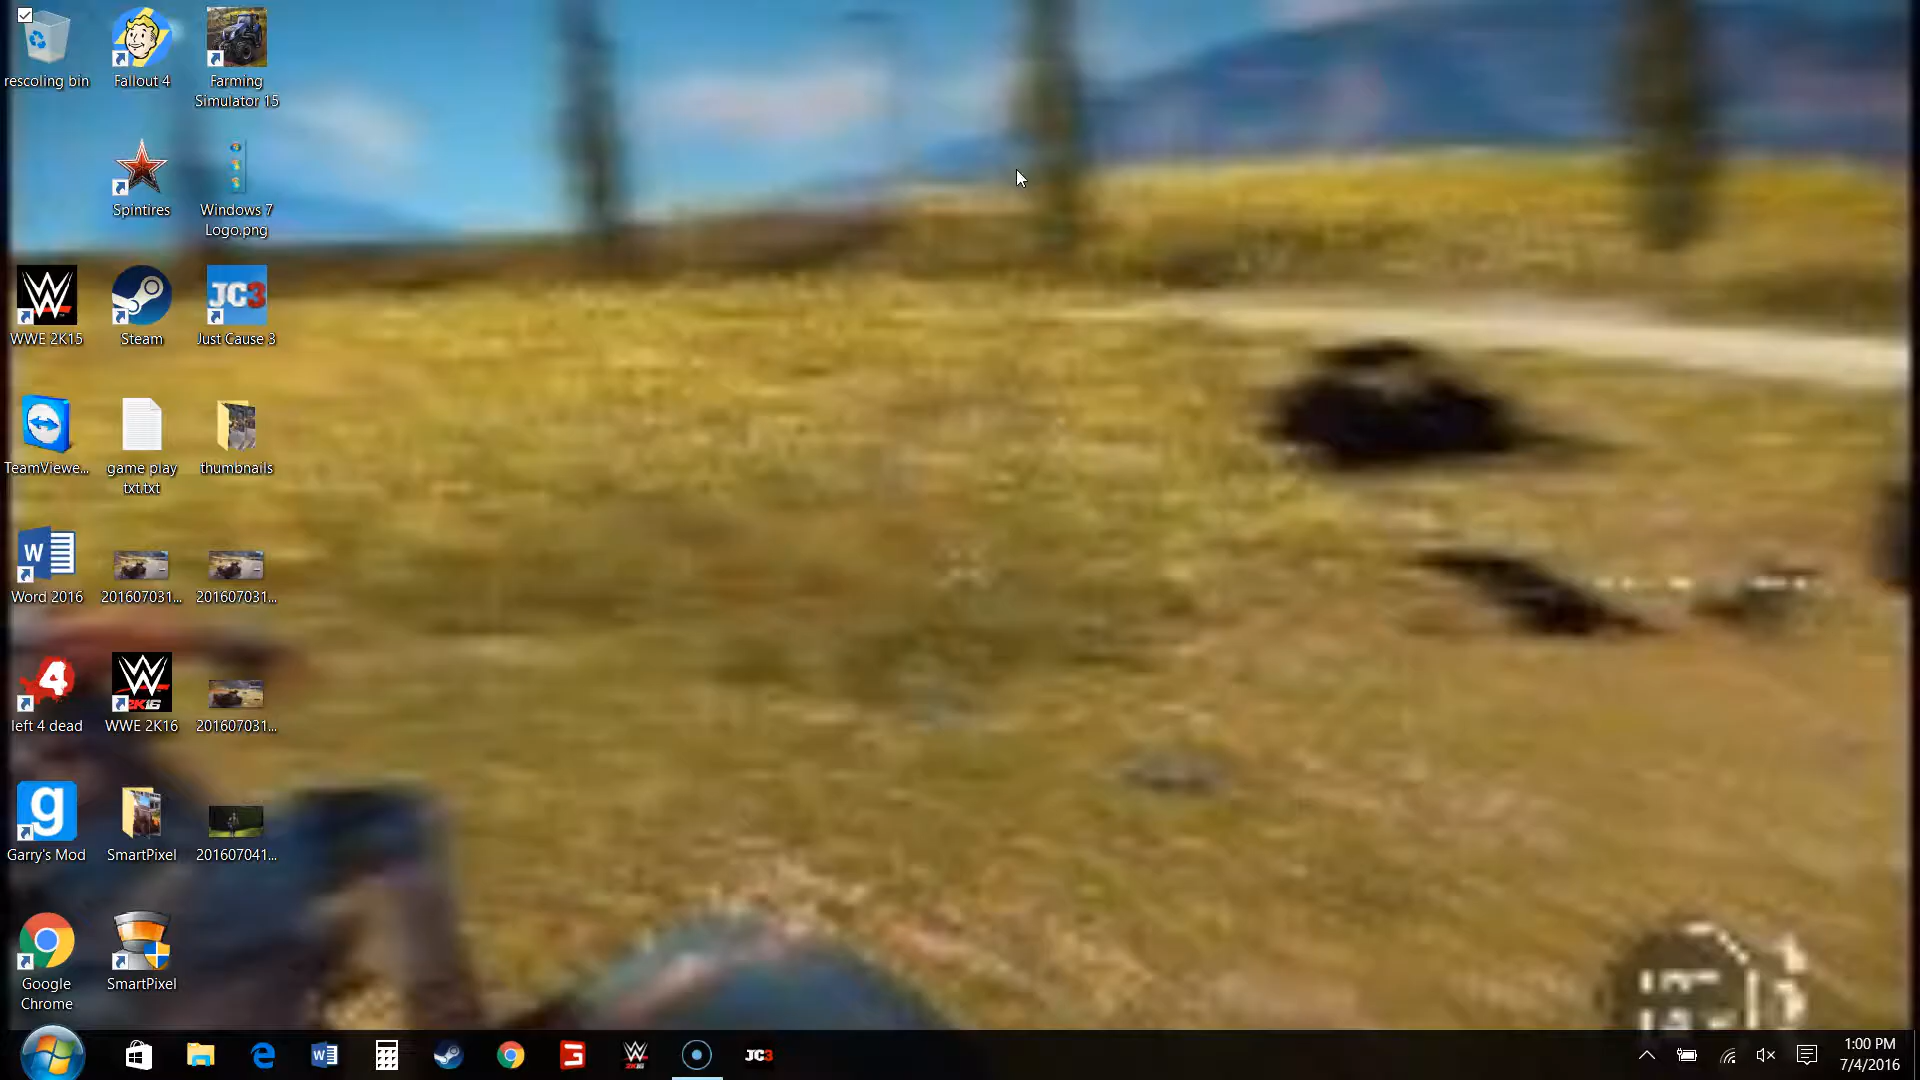 rescoling bin
Fallout 4
Farming
Simulator 15
Spintires
Windows 7
Logo.png
WWE 2K15
Steam
JC3
Just Cause 3
TeamViewe...
game play
txt.txt
thumbnails
W
Word 2016
201607031...
201607031...
4
left 4 dead
2K16
WWE 2K16
201607031...
g
Garry's Mod
SmartPixel
201607041...
Google
Chrome
SmartPixel
JC3
1:00 PM
7/4/2016